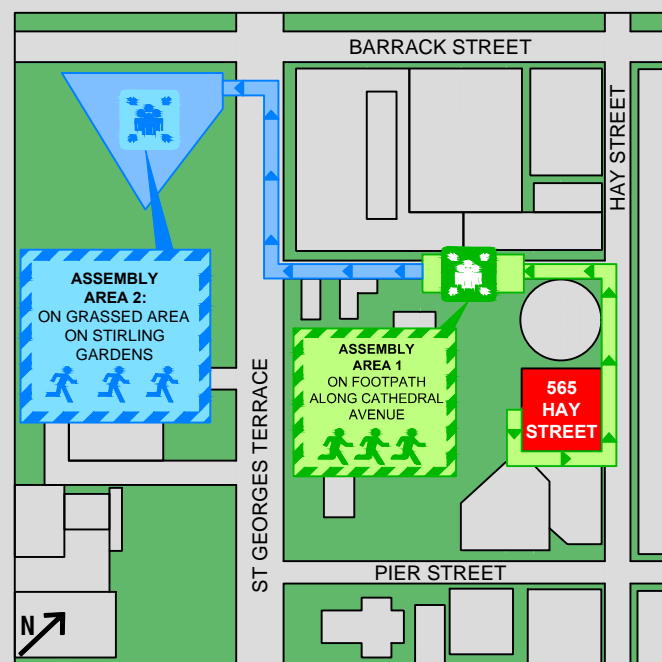 BARRACK STREET
HAY STREET
ASSEMBLY
AREA 2:
ON GRASSED AREA
ON STIRLING
GARDENS
ASSEMBLY
AREA 1
ON FOOTPATH
ALONG CATHEDRAL
AVENUE
565
HAY
STREET
ST GEORGES TERRACE
PIER STREET
N